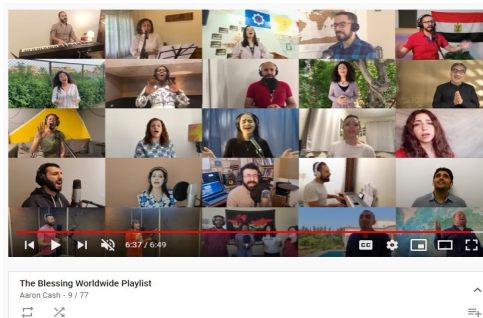 6:37 / 6:49
CC
The Blessing Worldwide Playlist
Aaron Cash - 9 / 77